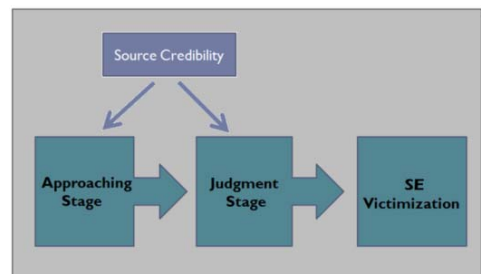 Source Credibility
Approaching
Stage
Judgment
Stage
SE
Victimization